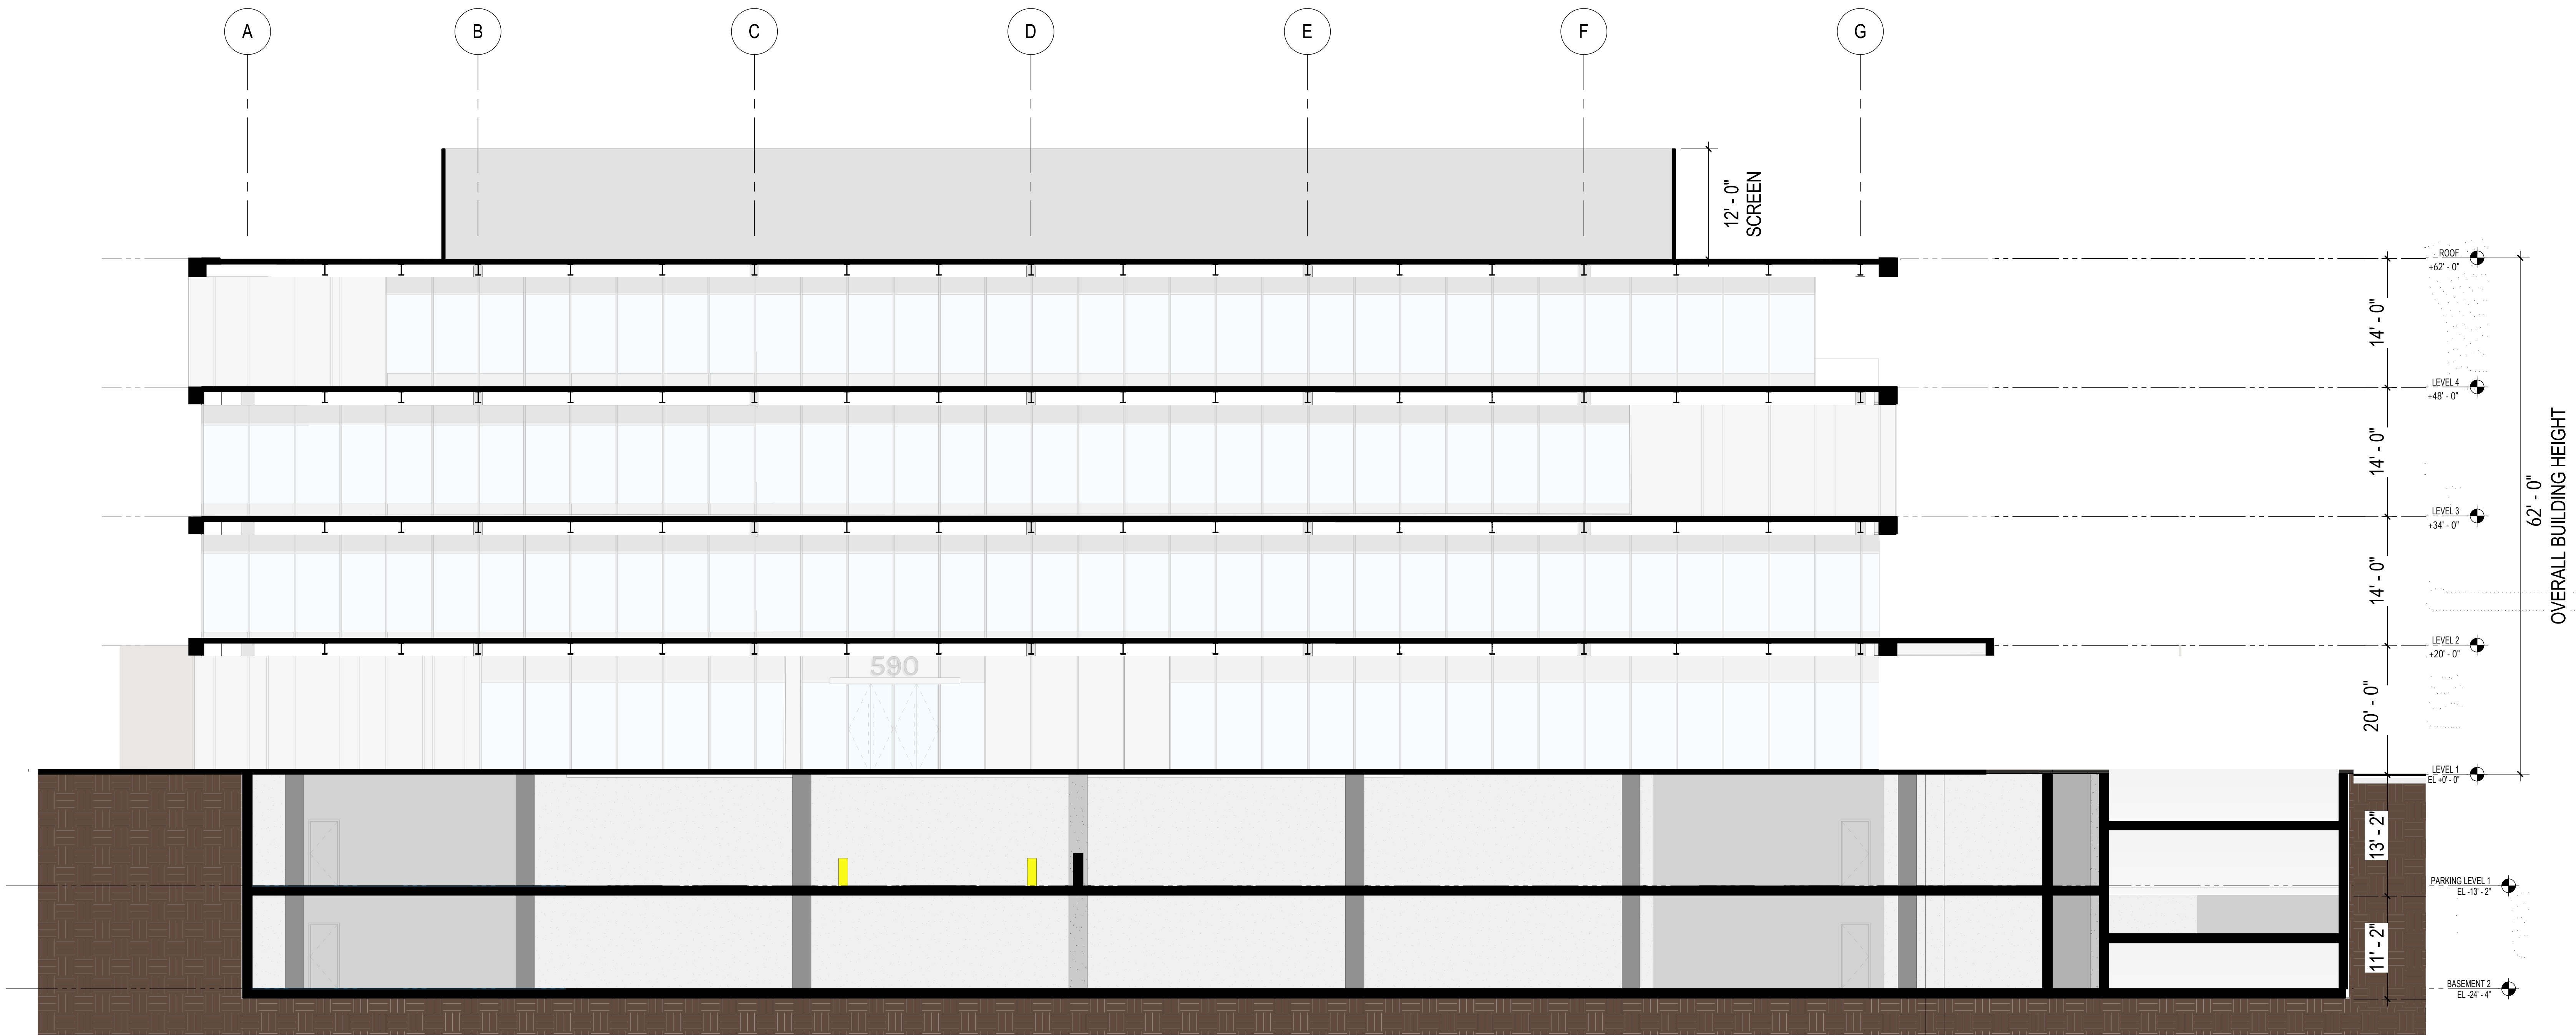 A
B
C
D
E
F
G
12' - 0"
SCREEN
ROOF
+62' - 0"
14' - 0"
LEVEL 4
+48' - 0"
14' - 0"
LEVEL 3
+34' - 0"
14' - 0"
LEVEL 2
+20' - 0"
20' - 0"
LEVEL 1
EL +0' - 0"
62' - 0"
OVERALL BUILDING HEIGHT
590
13' - 2"
PARKING LEVEL 1
EL -13' - 2"
11' - 2"
BASEMENT 2
EL -24' - 4"